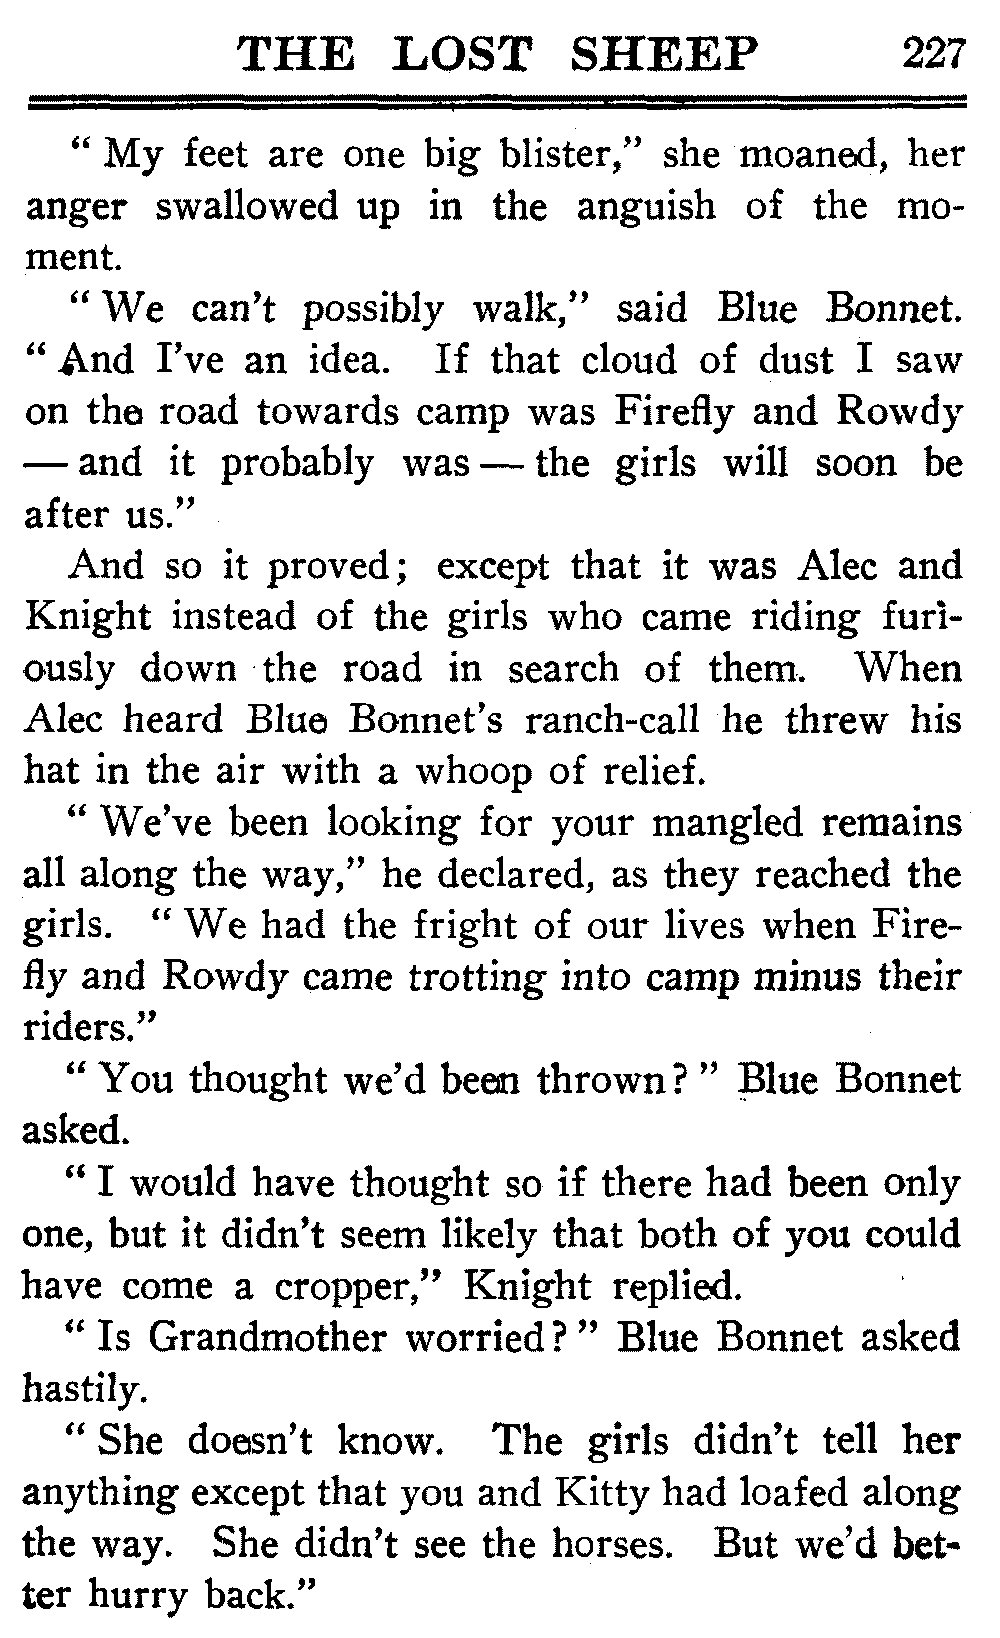 THE LOST SHEEP 227
" My feet are one big blister," she moaned, her
anger swallowed up in the anguish of the mo-
ment.
" We can't possibly walk," said Blue Bonnet.
" And I've an idea. If that cloud of dust I saw
on the road towards camp was Firefly and Rowdy
— and it probably was — the girls will soon be
after us."
And so it proved; except that it was Alec and
Knight instead of the girls who came riding furi-
ously down the road in search of them. When
Alec heard Blue Bonnet's ranch-call he threw his
hat in the air with a whoop of relief.
" We've been looking for your mangled remains
all along the way," he declared, as they reached the
girls. " We had the fright of our lives when Fire-
fly and Rowdy came trotting into camp minus their
riders."
" You thought we'd been thrown? " Blue Bonnet
asked.
" I would have thought so if there had been only
one, but it didn't seem likely that both of you could
have come a cropper," Knight replied.
" Is Grandmother worried? " Blue Bonnet asked
hastily.
" She doesn't know. The girls didn't tell her
anything except that you and Kitty had loafed along
the way. She didn't see the horses. But we'd bet-
ter hurry back."